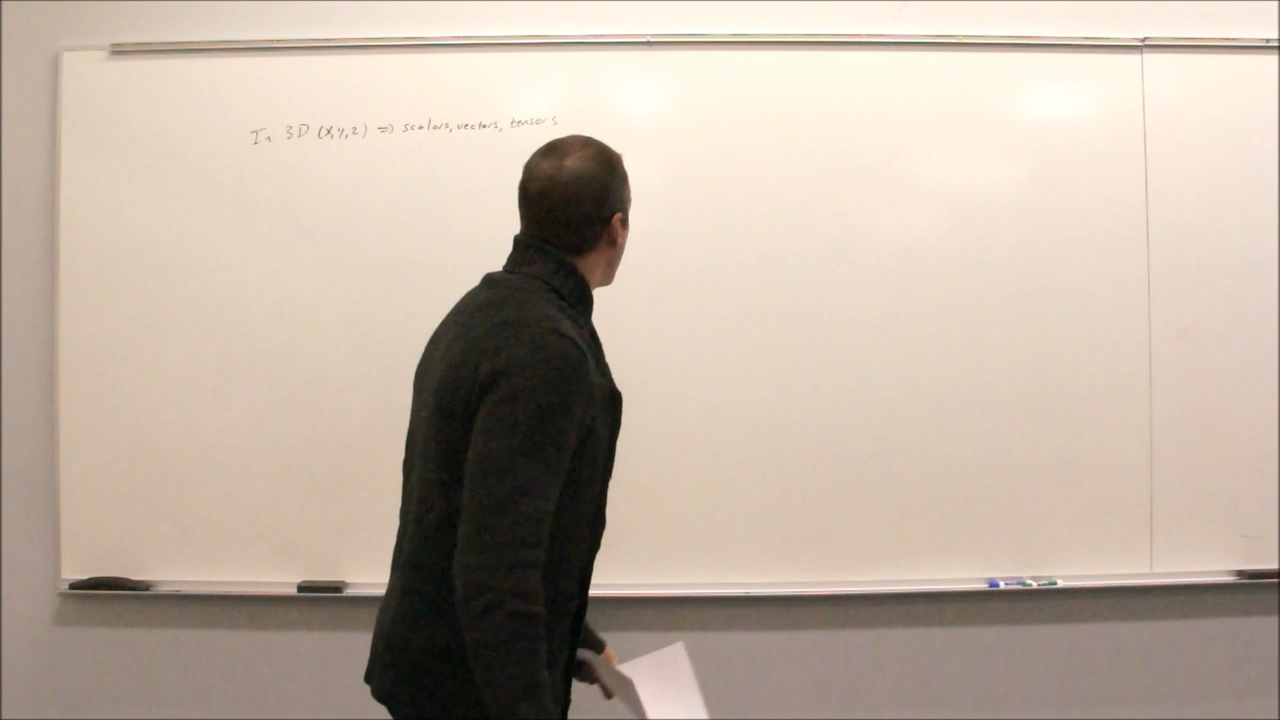 In 3D (x,y,z) => scalars, vectors, tensors